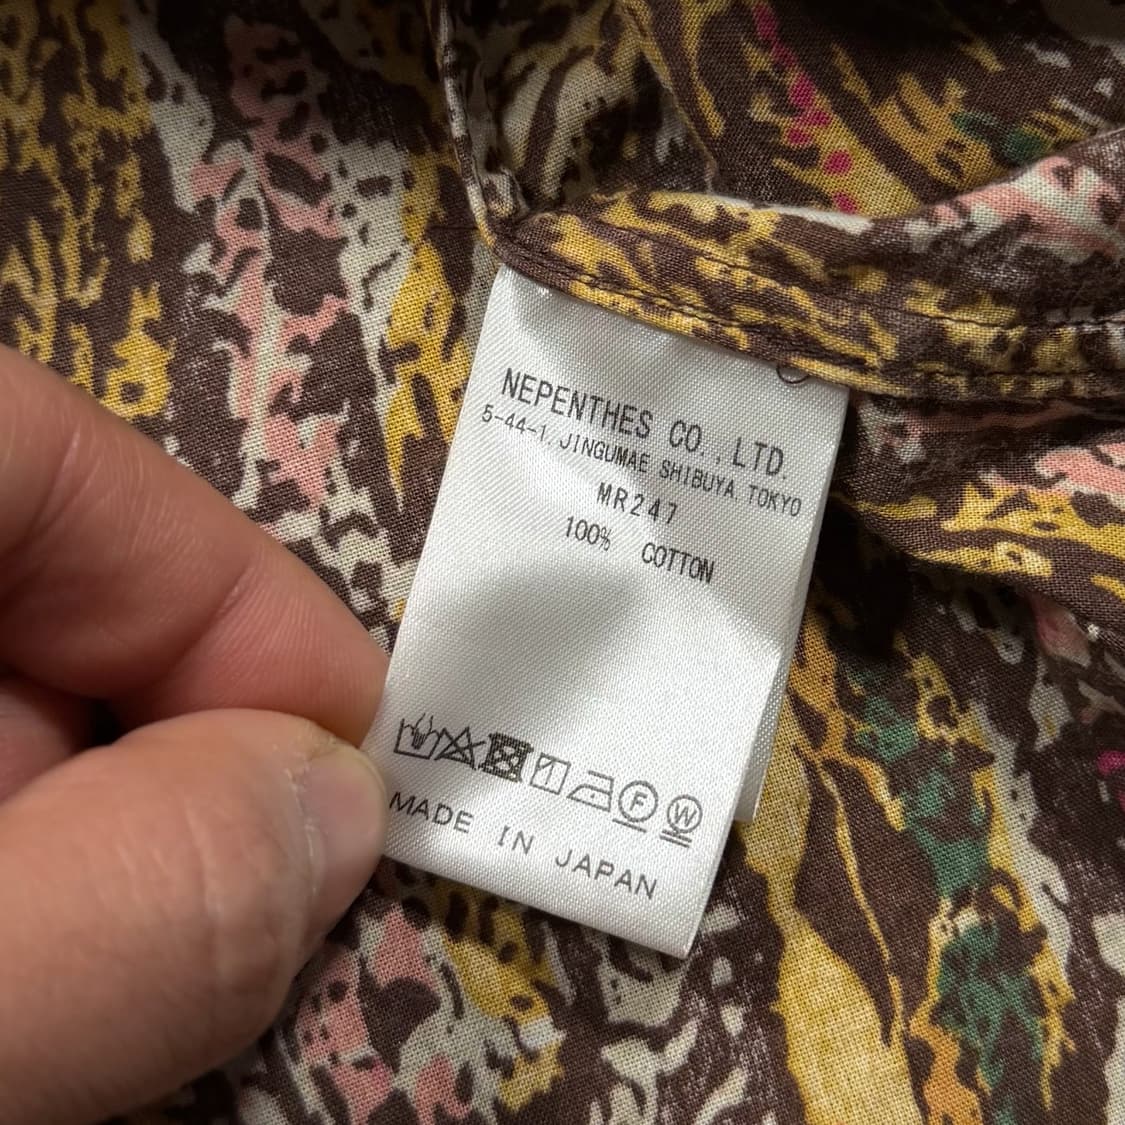 NEPENTHES CO.,LTD.
5-44-1, JINGUMAE SHIBUYA TOKYO
MR247
100% COTTON
F W
MADE IN JAPAN